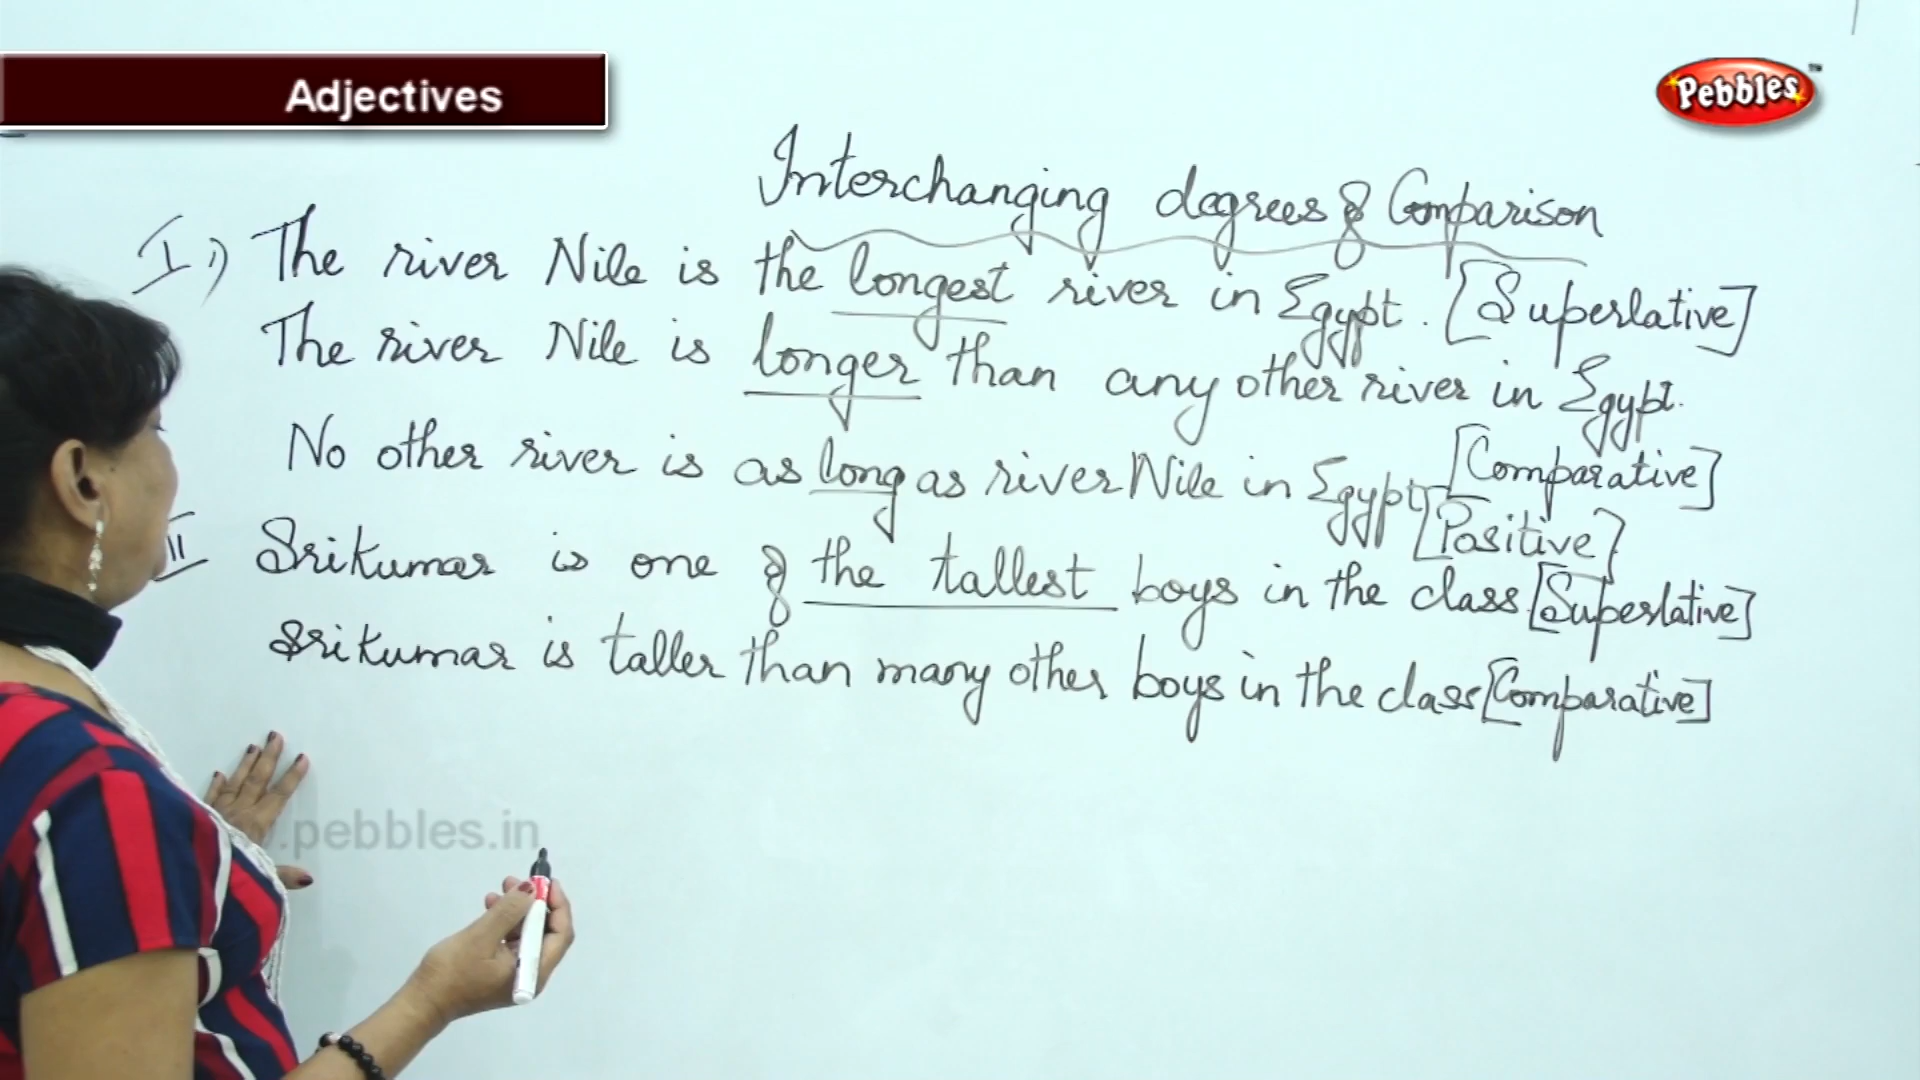 Adjectives
Pebbles™
Interchanging degrees of Comparison
I 1) The river Nile is the longest river in Egypt. [Superlative]
The river Nile is longer than any other river in Egypt.
[Comparative]
No other river is as long as river Nile in Egypt [Positive]
II Srikumar is one of the tallest boys in the class [Superlative]
Srikumar is taller than many other boys in the class [Comparative]
.pebbles.in